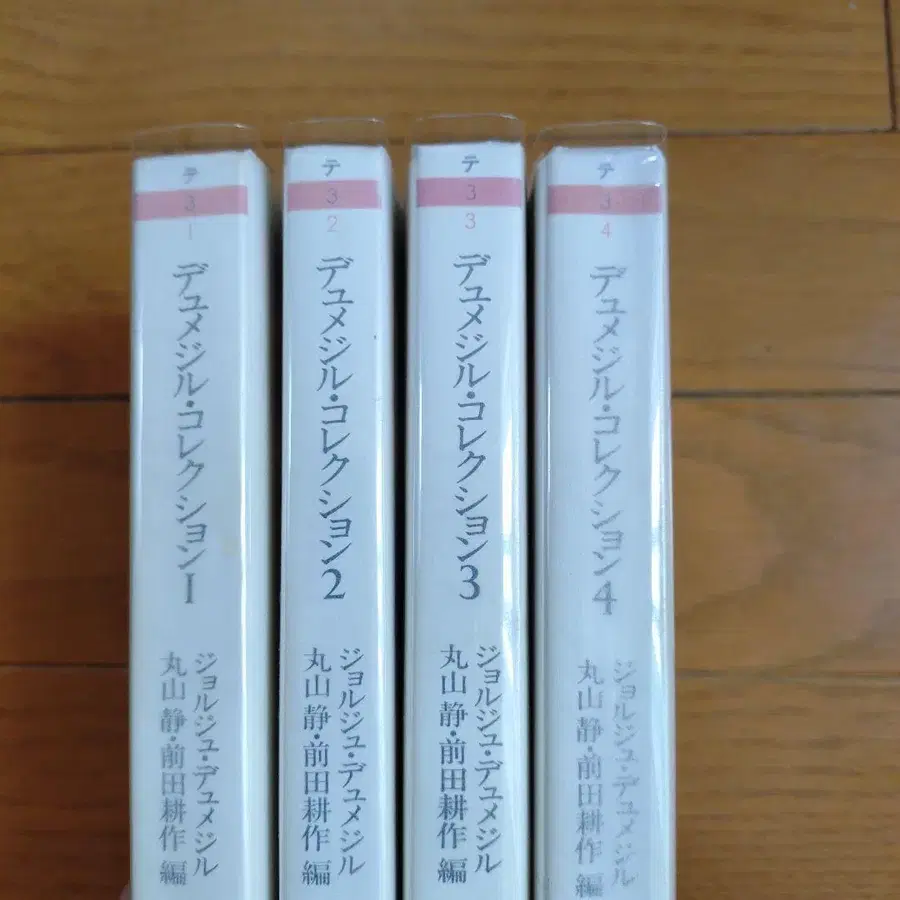 テ
3
1
デュメジル・コレクション1
ジョルジュ・デュメジル
丸山 静・前田耕作 編
テ
3
2
デュメジル・コレクション2
ジョルジュ・デュメジル
丸山 静・前田耕作 編
テ
3
3
デュメジル・コレクション3
ジョルジュ・デュメジル
丸山 静・前田耕作 編
テ
3
4
デュメジル・コレクション4
ジョルジュ・デュメジル
丸山 静・前田耕作 編